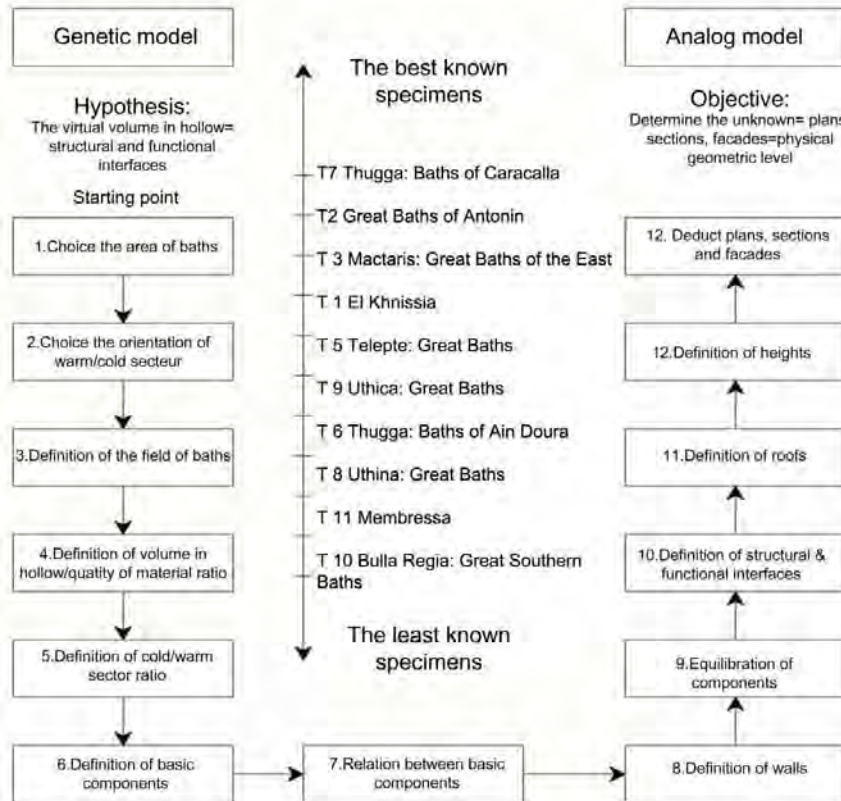 Genetic model
Hypothesis:
The virtual volume in hollow=
structural and functional
interfaces
Starting point
1.Choice the area of baths
2.Choice the orientation of
warm/cold secteur
3.Definition of the field of baths
4.Definition of volume in
hollow/quatity of material ratio
5.Definition of cold/warm
sector ratio
6.Definition of basic
components
7.Relation between basic
components
The best known
specimens
T7 Thugga: Baths of Caracalla
T2 Great Baths of Antonin
T 3 Mactaris: Great Baths of the East
T 1 El Khnissia
T 5 Telepte: Great Baths
T 9 Uthica: Great Baths
T 6 Thugga: Baths of Ain Doura
T 8 Uthina: Great Baths
T 11 Membressa
T 10 Bulla Regia: Great Southern
Baths
The least known
specimens
Analog model
Objective:
Determine the unknown= plans
sections, facades=physical
geometric level
12. Deduct plans, sections
and facades
12.Definition of heights
11.Definition of roofs
10.Definition of structural &
functional interfaces
9.Equilibration of
components
8.Definition of walls